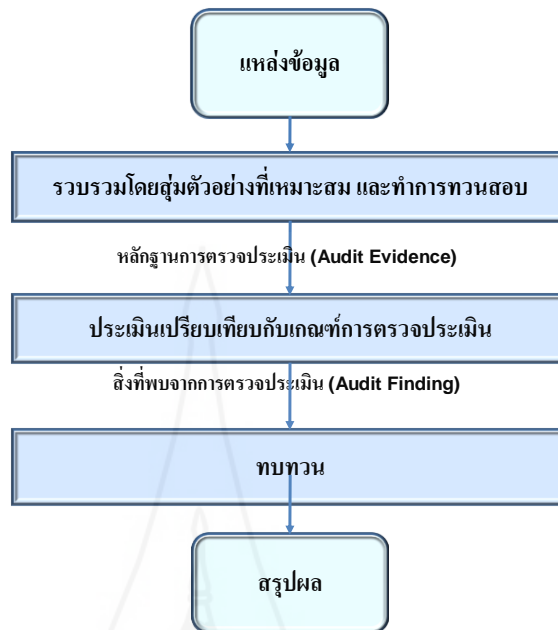 แหล่งข้อมูล
รวบรวมโดยสุ่มตัวอย่างที่เหมาะสม และทำการทวนสอบ
หลักฐานการตรวจประเมิน (Audit Evidence)
ประเมินเปรียบเทียบกับเกณฑ์การตรวจประเมิน
สิ่งที่พบจากการตรวจประเมิน (Audit Finding)
ทบทวน
สรุปผล